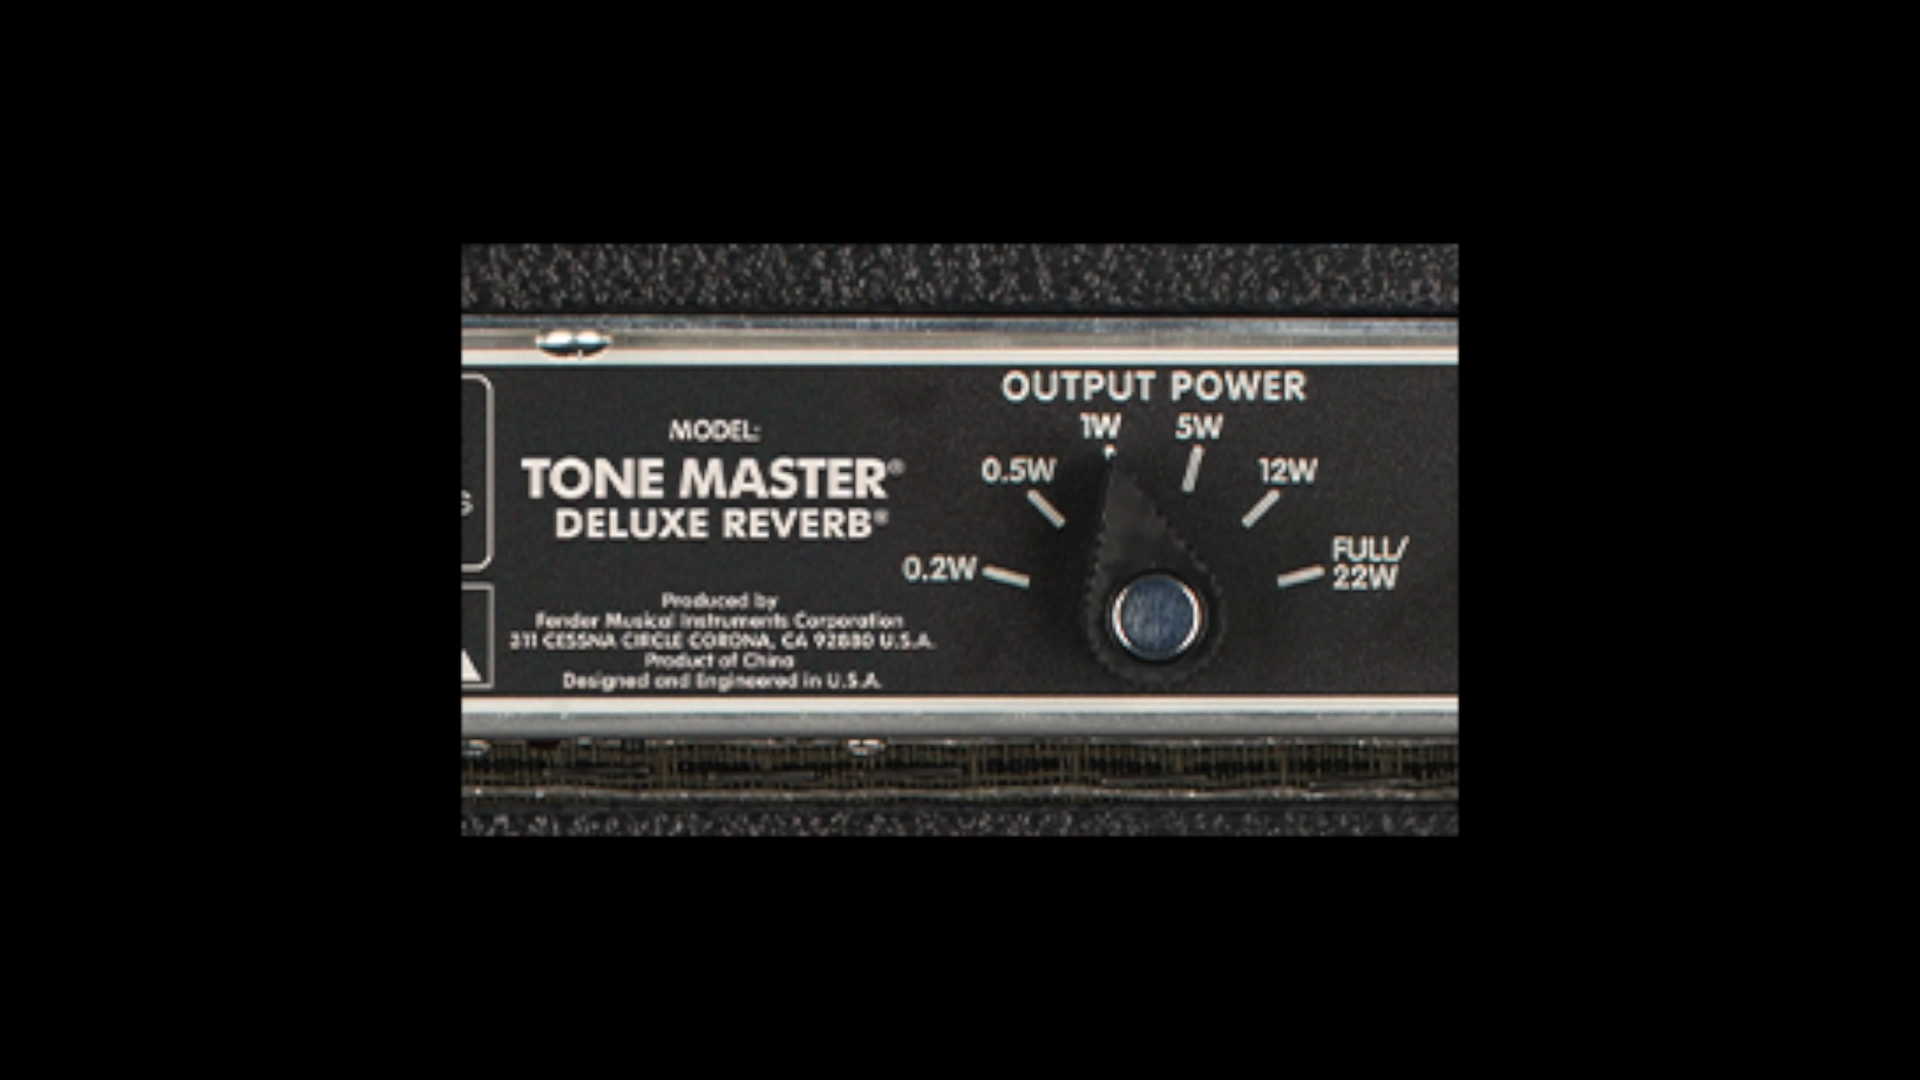 OUTPUT POWER
1W 5W
0.5W 12W
0.2W FULL/
22W
MODEL:
TONE MASTER®
DELUXE REVERB®
Produced by
Fender Musical Instruments Corporation
311 CESSNA CIRCLE CORONA, CA 92880 U.S.A.
Product of China
Designed and Engineered in U.S.A.
S